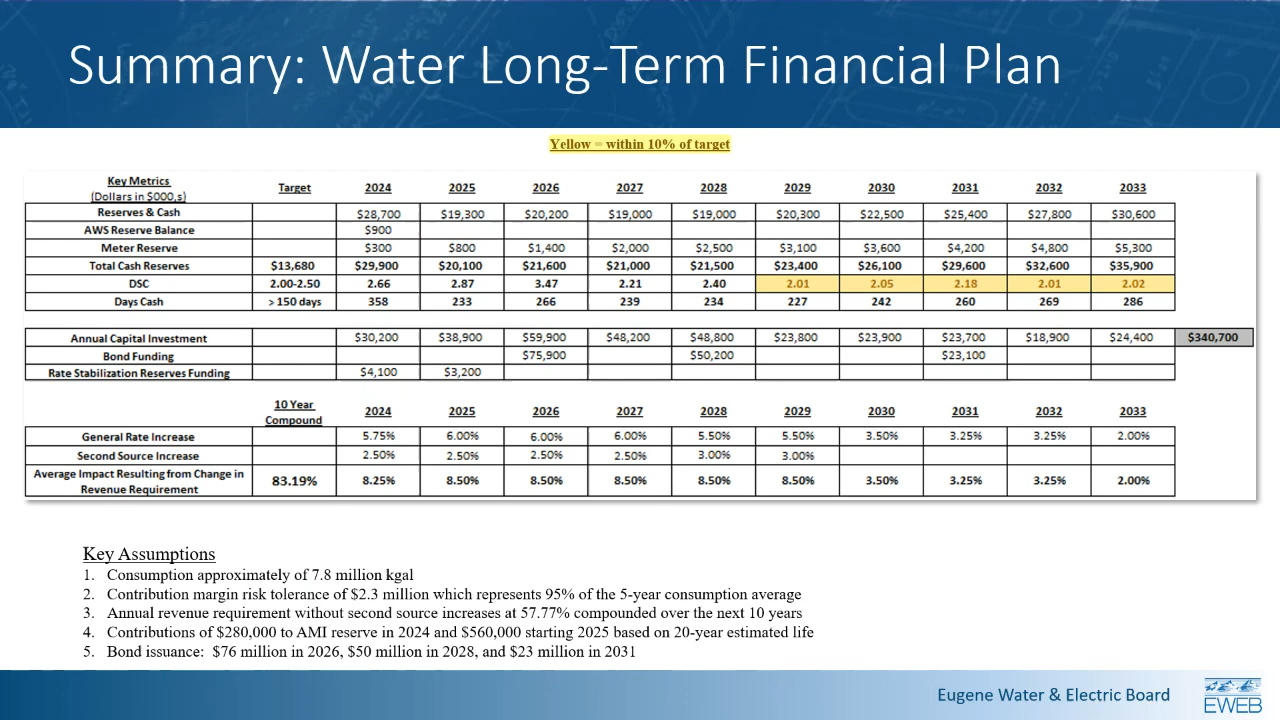 Summary: Water Long-Term Financial Plan
Yellow = within 10% of target
Key Metrics
(Dollars in $000,s) Target 2024 2025 2026 2027 2028 2029 2030 2031 2032 2033
Reserves & Cash $28,700 $19,300 $20,200 $19,000 $19,000 $20,300 $22,500 $25,400 $27,800 $30,600
AWS Reserve Balance $900
Meter Reserve $300 $800 $1,400 $2,000 $2,500 $3,100 $3,600 $4,200 $4,800 $5,300
Total Cash Reserves $13,680 $29,900 $20,100 $21,600 $21,000 $21,500 $23,400 $26,100 $29,600 $32,600 $35,900
DSC 2.00-2.50 2.66 2.87 3.47 2.21 2.40 2.01 2.05 2.18 2.01 2.02
Days Cash > 150 days 358 233 266 239 234 227 242 260 269 286
Annual Capital Investment $30,200 $38,900 $59,900 $48,200 $48,800 $23,800 $23,900 $23,700 $18,900 $24,400 $340,700
Bond Funding $75,900 $50,200 $23,100
Rate Stabilization Reserves Funding $4,100 $3,200
10 Year
Compound 2024 2025 2026 2027 2028 2029 2030 2031 2032 2033
General Rate Increase 5.75% 6.00% 6.00% 6.00% 5.50% 5.50% 3.50% 3.25% 3.25% 2.00%
Second Source Increase 2.50% 2.50% 2.50% 2.50% 3.00% 3.00%
Average Impact Resulting from Change in
Revenue Requirement 83.19% 8.25% 8.50% 8.50% 8.50% 8.50% 8.50% 3.50% 3.25% 3.25% 2.00%
Key Assumptions
1. Consumption approximately of 7.8 million kgal
2. Contribution margin risk tolerance of $2.3 million which represents 95% of the 5-year consumption average
3. Annual revenue requirement without second source increases at 57.77% compounded over the next 10 years
4. Contributions of $280,000 to AMI reserve in 2024 and $560,000 starting 2025 based on 20-year estimated life
5. Bond issuance: $76 million in 2026, $50 million in 2028, and $23 million in 2031
Eugene Water & Electric Board
EWEB